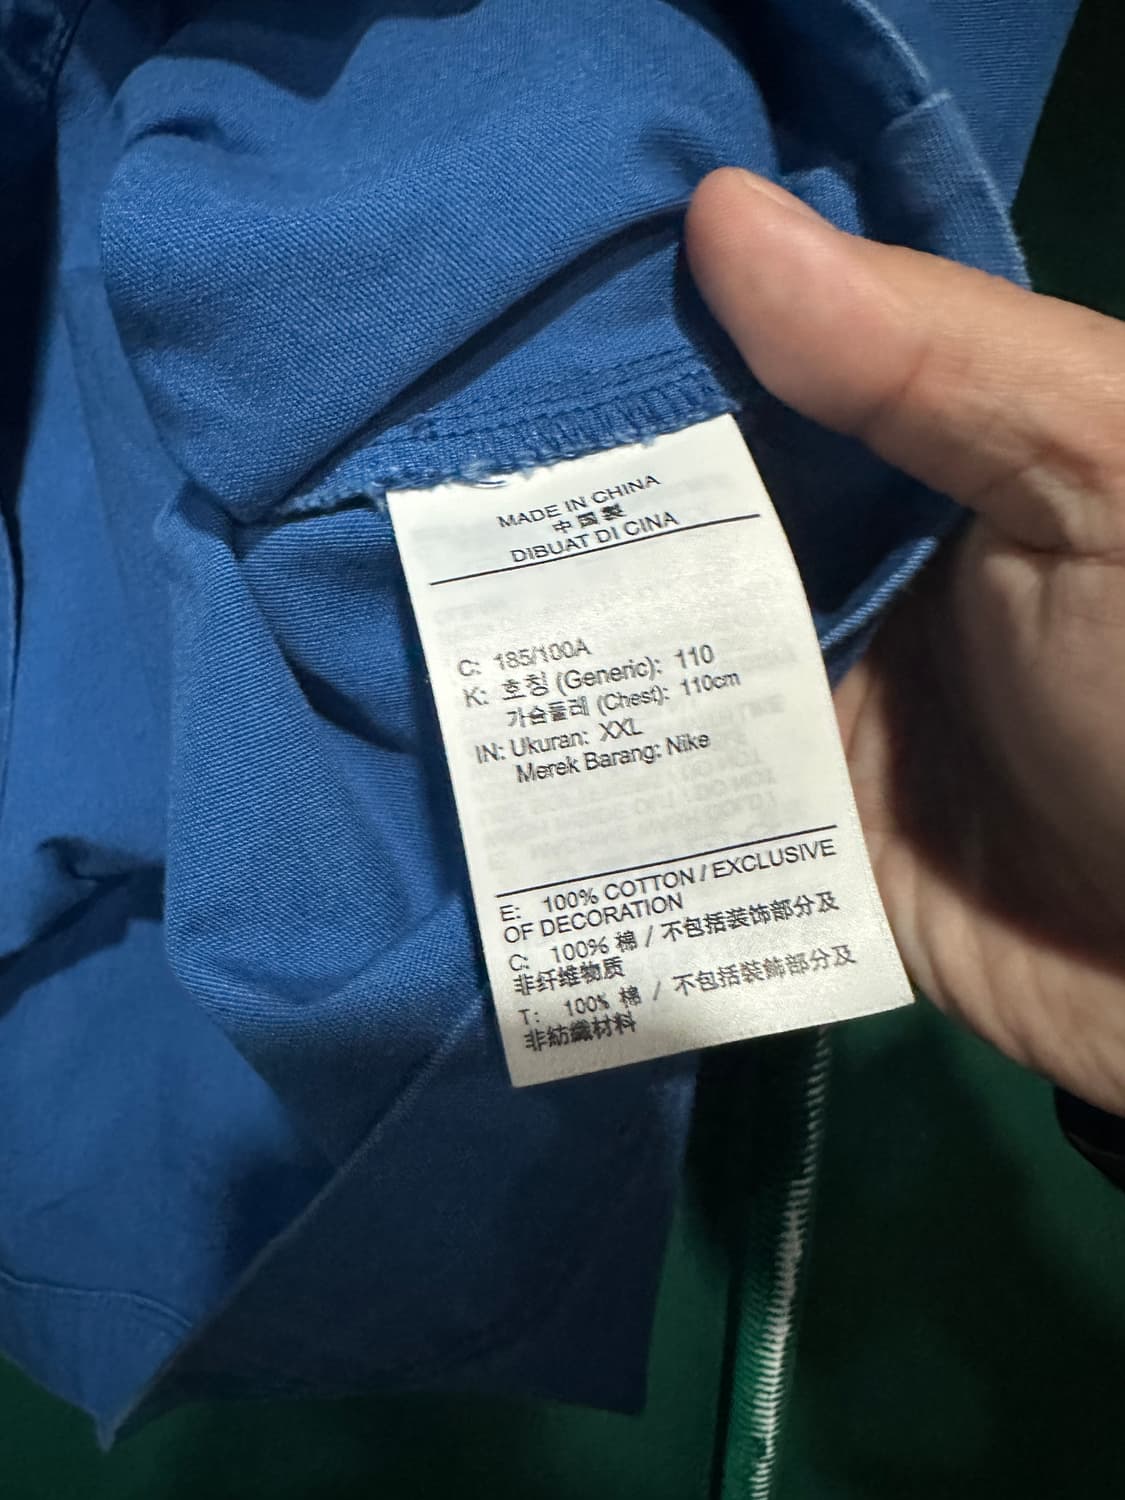 MADE IN CHINA
中国製
DIBUAT DI CINA
C: 185/100A
K: 호칭 (Generic): 110
가슴둘레 (Chest): 110cm
IN: Ukuran: XXL
Merek Barang: Nike
E: 100% COTTON / EXCLUSIVE
OF DECORATION
C: 100% 棉 / 不包括装饰部分及
非纤维物质
T: 100% 棉 / 不包括裝飾部分及
非紡織材料